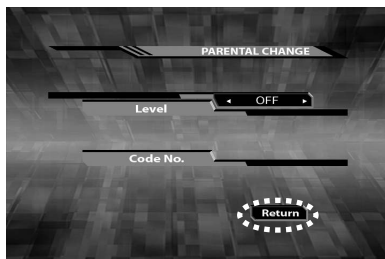 PARENTAL CHANGE
◄ OFF ►
Level
Code No.
Return